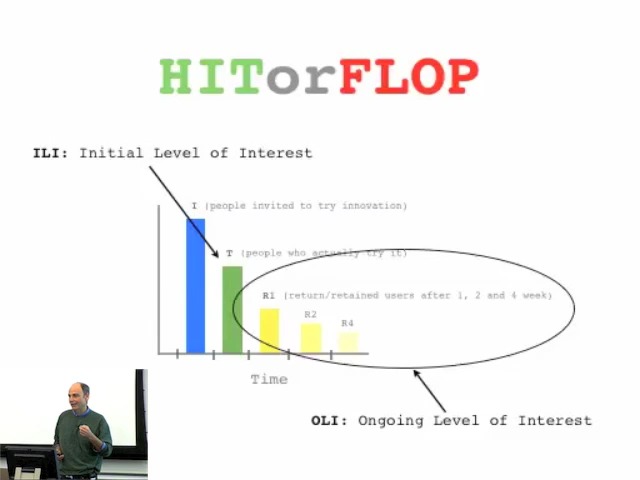 HITorFLOP
ILI: Initial Level of Interest
I (people invited to try innovation)
T (people who actually try it)
R1 (return/retained users after 1, 2 and 4 week)
R2
R4
Time
OLI: Ongoing Level of Interest